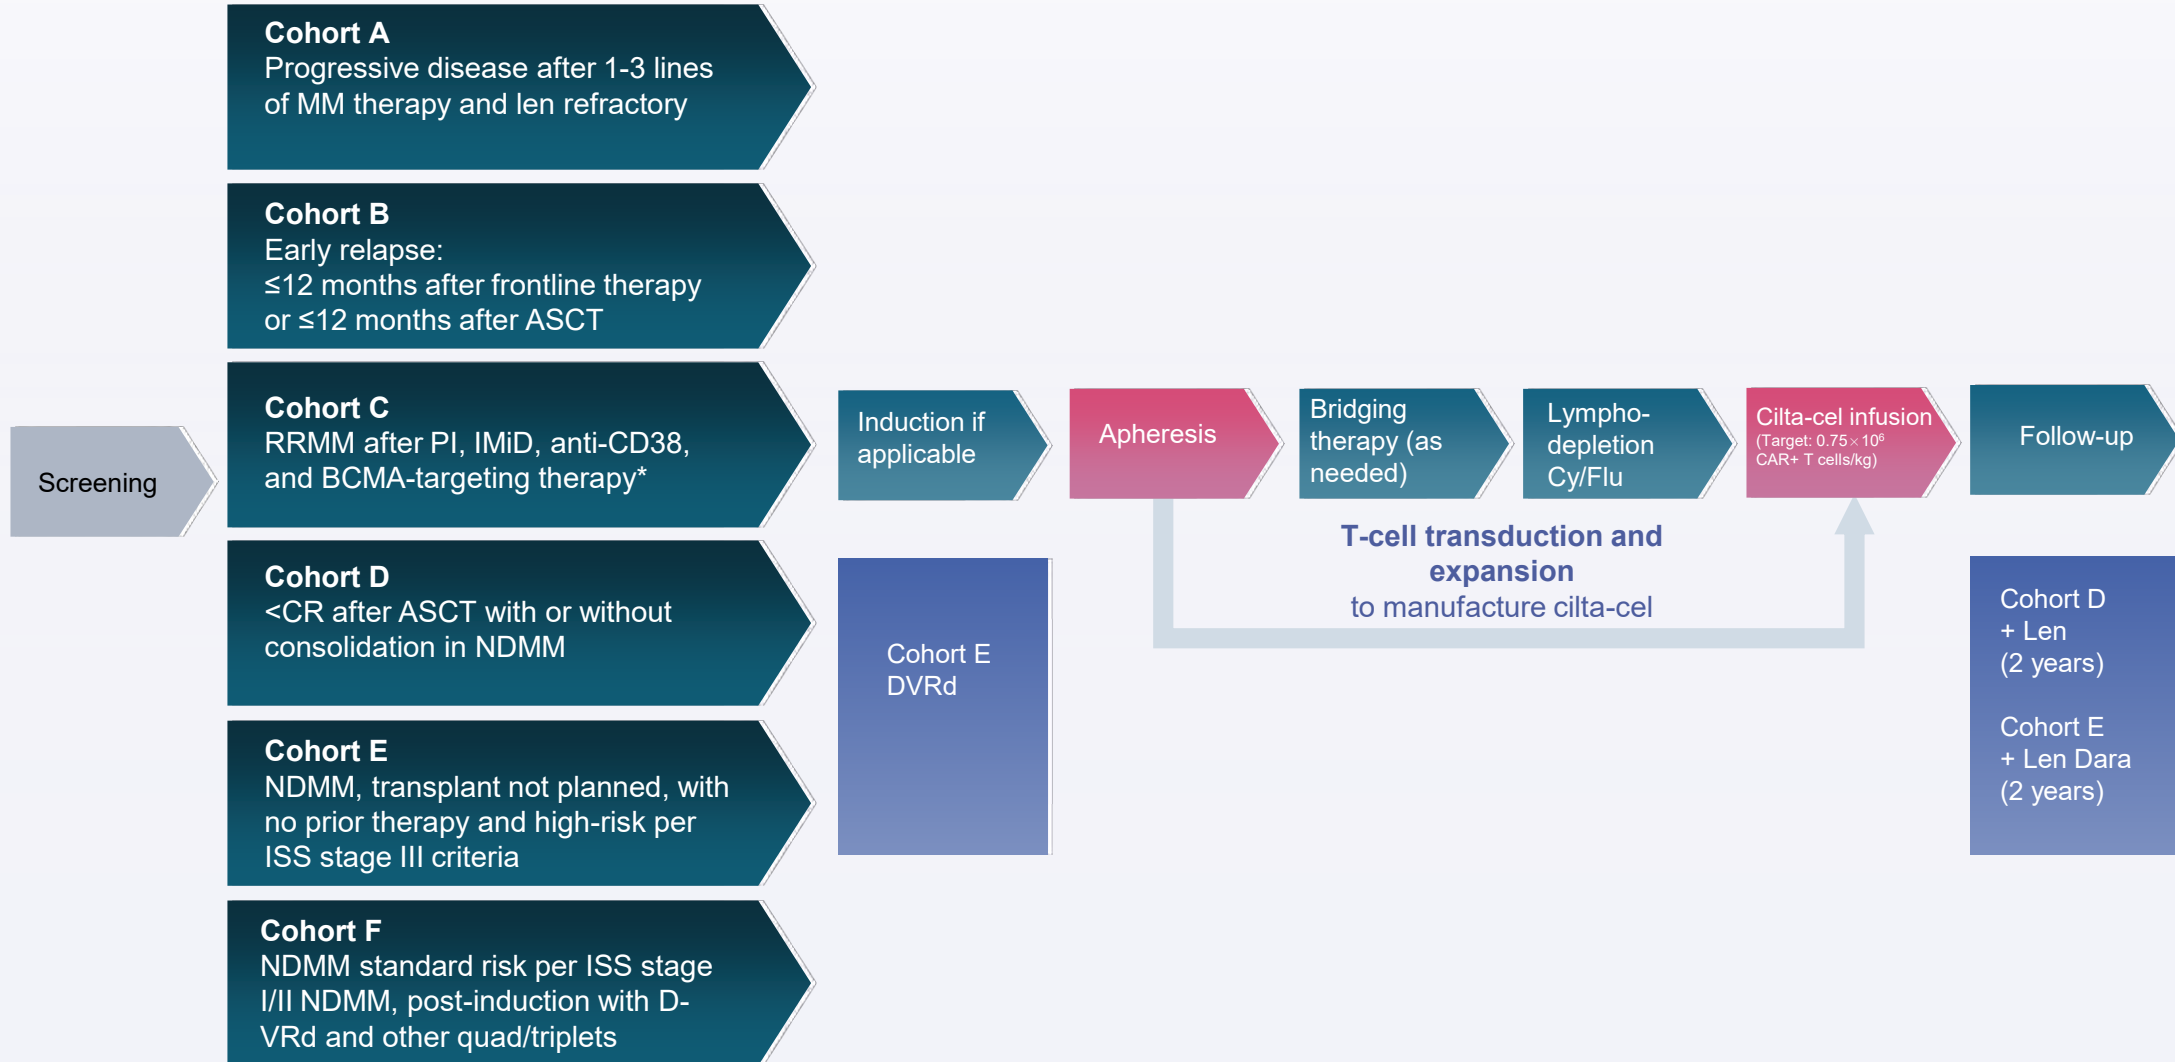 Screening
Cohort A
Progressive disease after 1-3 lines
of MM therapy and len refractory
Cohort B
Early relapse:
≤12 months after frontline therapy
or ≤12 months after ASCT
Cohort C
RRMM after PI, IMiD, anti-CD38,
and BCMA-targeting therapy*
Cohort D
<CR after ASCT with or without
consolidation in NDMM
Cohort E
NDMM, transplant not planned, with
no prior therapy and high-risk per
ISS stage III criteria
Cohort F
NDMM standard risk per ISS stage
I/II NDMM, post-induction with D-
VRd and other quad/triplets
Induction if
applicable
Cohort E
DVRd
Apheresis
Bridging
therapy (as
needed)
Lympho-
depletion
Cy/Flu
Cilta-cel infusion
(Target: 0.75×10⁶
CAR+ T cells/kg)
T-cell transduction and
expansion
to manufacture cilta-cel
Follow-up
Cohort D
+ Len
(2 years)
Cohort E
+ Len Dara
(2 years)